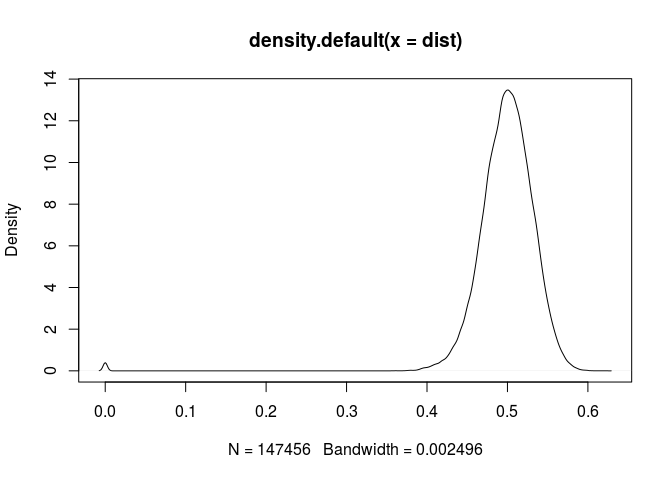 density.default(x = dist)
Density
14
12
10
8
6
4
2
0
0.0 0.1 0.2 0.3 0.4 0.5 0.6
N = 147456 Bandwidth = 0.002496